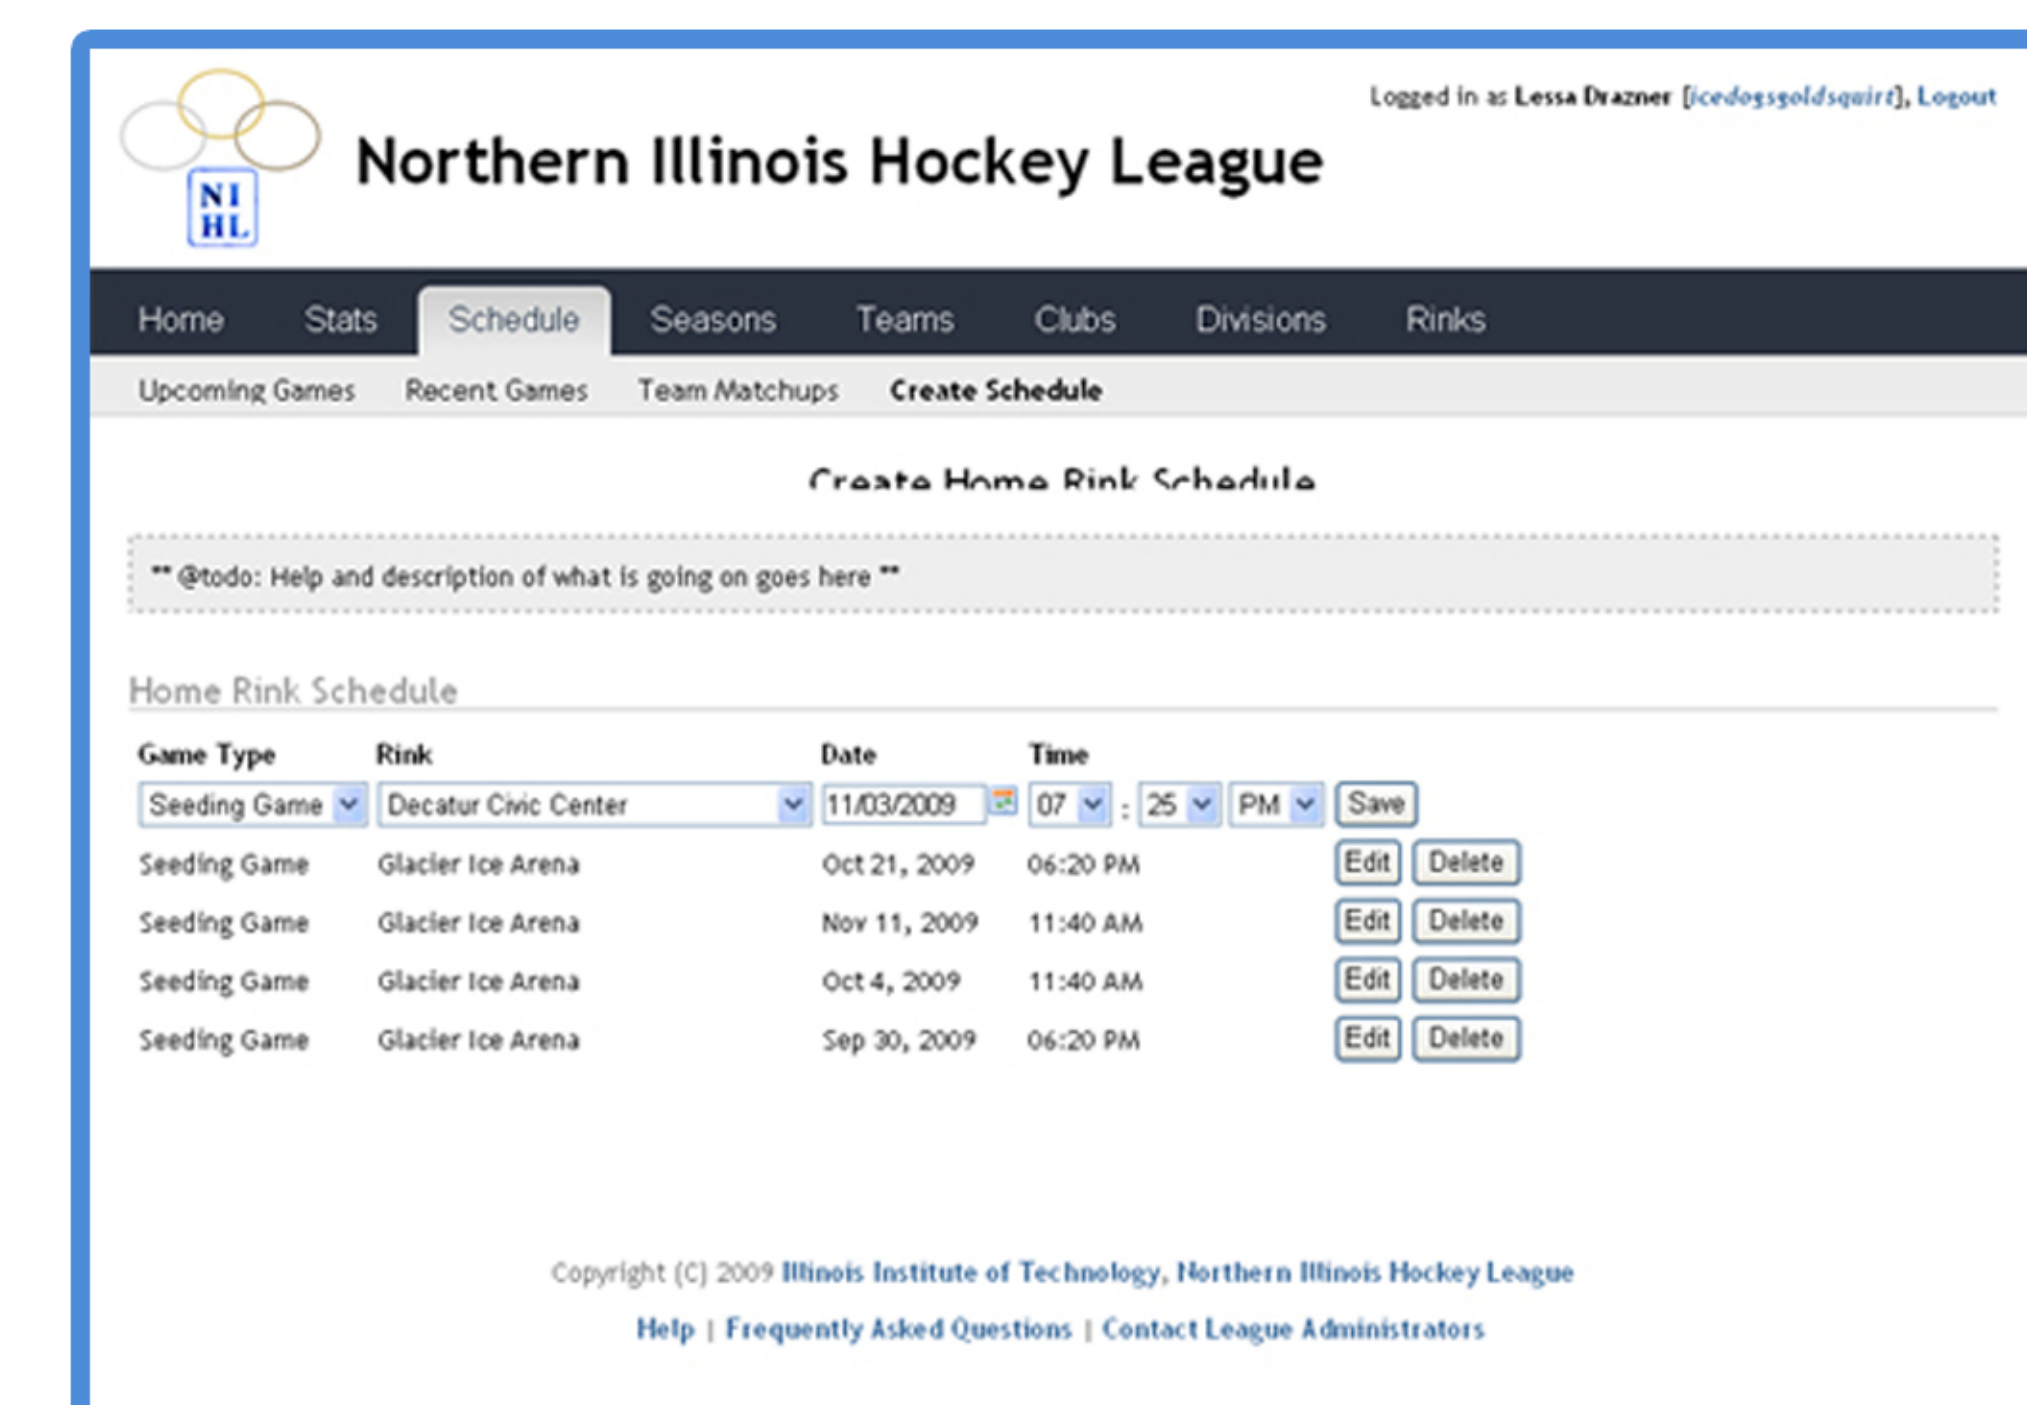 Logged in as Lessa Drazner [icedogsgoldsquirt], Logout
NI
HL
Northern Illinois Hockey League
Home Stats Schedule Seasons Teams Clubs Divisions Rinks
Upcoming Games Recent Games Team Matchups Create Schedule
Create Home Rink Schedule
** @todo: Help and description of what is going on goes here **
Home Rink Schedule
Game Type Rink Date Time
Seeding Game Decatur Civic Center 11/03/2009 07 : 25 PM Save
Seeding Game Glacier Ice Arena Oct 21, 2009 06:20 PM Edit Delete
Seeding Game Glacier Ice Arena Nov 11, 2009 11:40 AM Edit Delete
Seeding Game Glacier Ice Arena Oct 4, 2009 11:40 AM Edit Delete
Seeding Game Glacier Ice Arena Sep 30, 2009 06:20 PM Edit Delete
Copyright (C) 2009 Illinois Institute of Technology, Northern Illinois Hockey League
Help | Frequently Asked Questions | Contact League Administrators